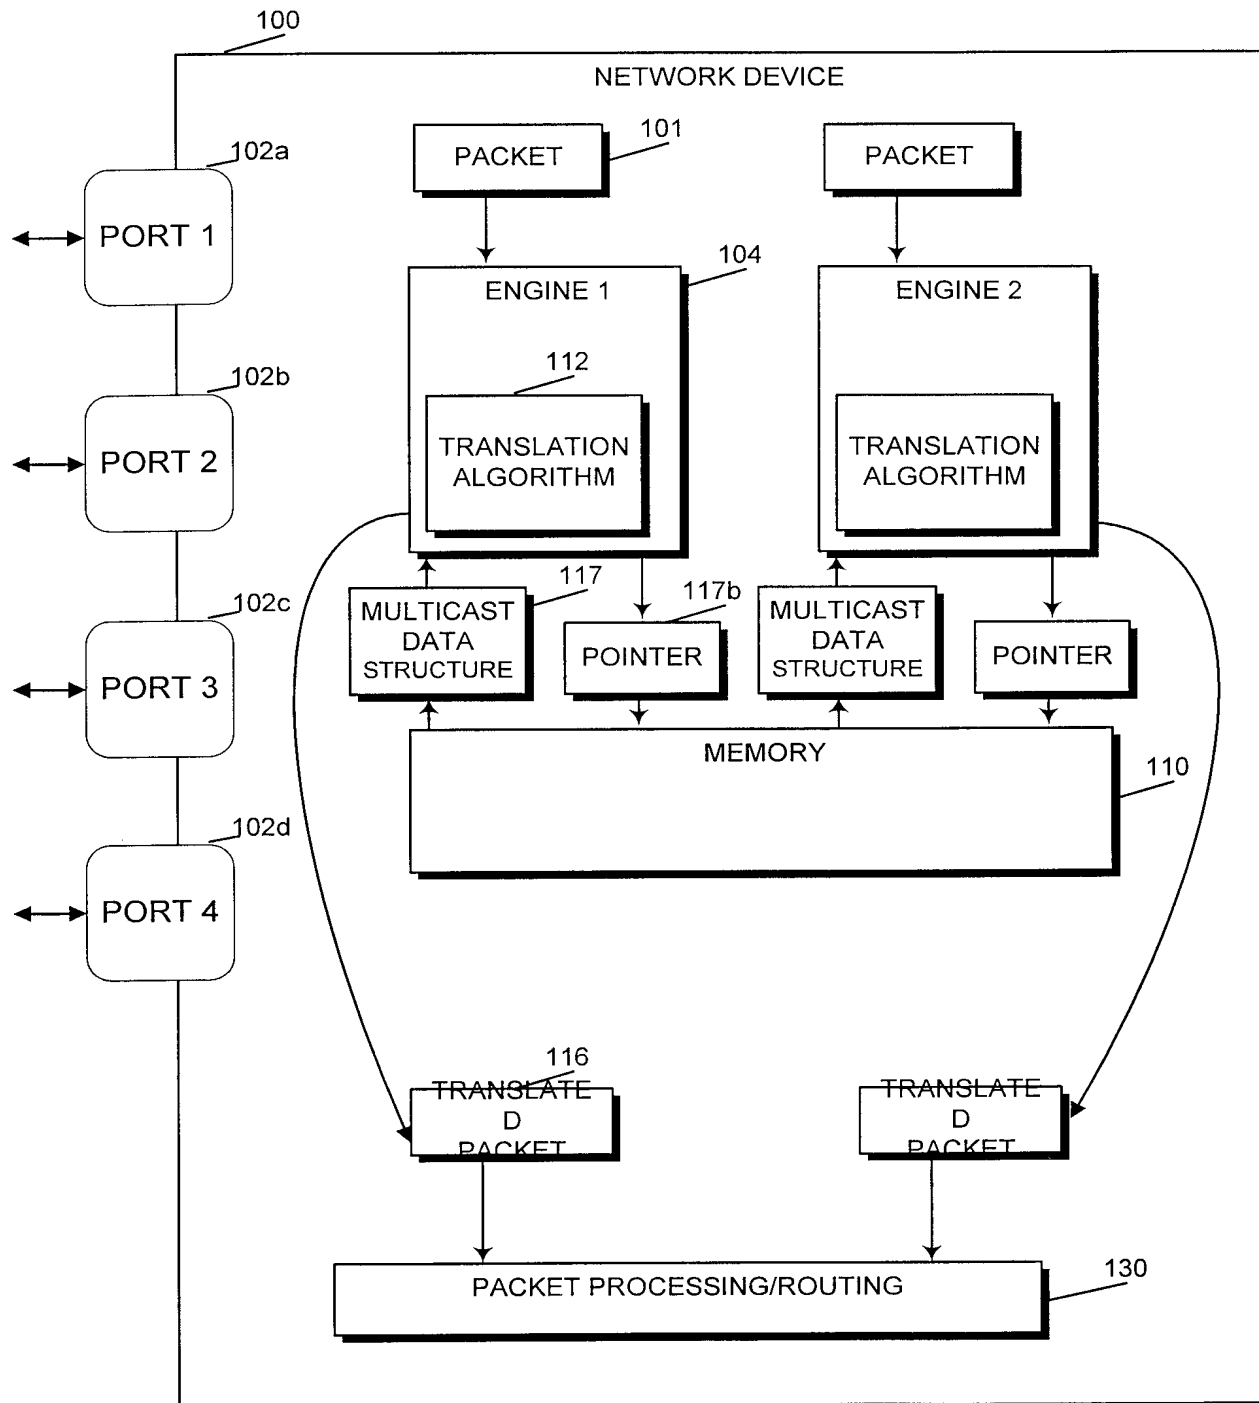 100
NETWORK DEVICE
102a
PACKET
101
PACKET
PORT 1
104
ENGINE 1
ENGINE 2
102b
112
PORT 2
TRANSLATION
ALGORITHM
TRANSLATION
ALGORITHM
102c
117
117b
MULTICAST
DATA
STRUCTURE
POINTER
MULTICAST
DATA
STRUCTURE
POINTER
PORT 3
MEMORY
110
102d
PORT 4
116
TRANSLATE
D
PACKET
TRANSLATE
D
PACKET
PACKET PROCESSING/ROUTING
130